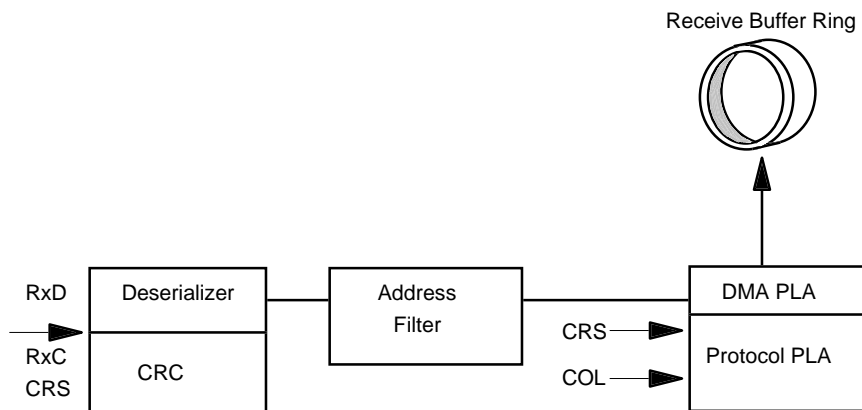 Receive Buffer Ring
RxD
RxC
CRS
Deserializer
CRC
Address
Filter
CRS
COL
DMA PLA
Protocol PLA